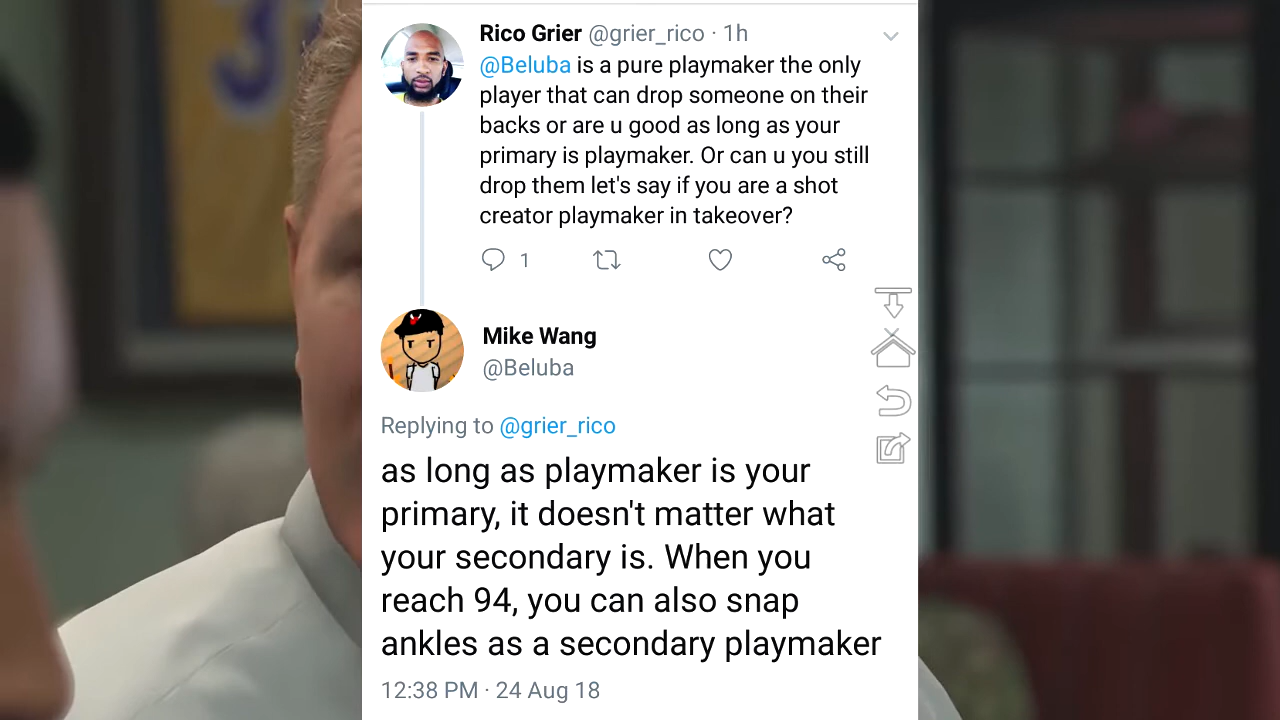 Rico Grier @grier_rico · 1h
@Beluba is a pure playmaker the only
player that can drop someone on their
backs or are u good as long as your
primary is playmaker. Or can u you still
drop them let's say if you are a shot
creator playmaker in takeover?
1
Mike Wang
@Beluba
Replying to @grier_rico
as long as playmaker is your
primary, it doesn't matter what
your secondary is. When you
reach 94, you can also snap
ankles as a secondary playmaker
12:38 PM · 24 Aug 18